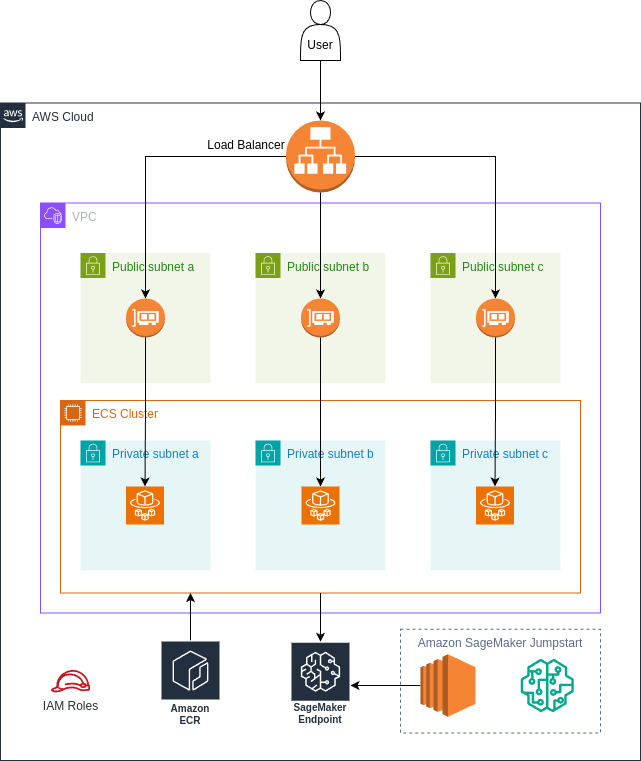 User
aws
AWS Cloud
Load Balancer
VPC
Public subnet a
Public subnet b
Public subnet c
ECS Cluster
Private subnet a
Private subnet b
Private subnet c
Amazon SageMaker Jumpstart
IAM Roles
Amazon
ECR
SageMaker
Endpoint